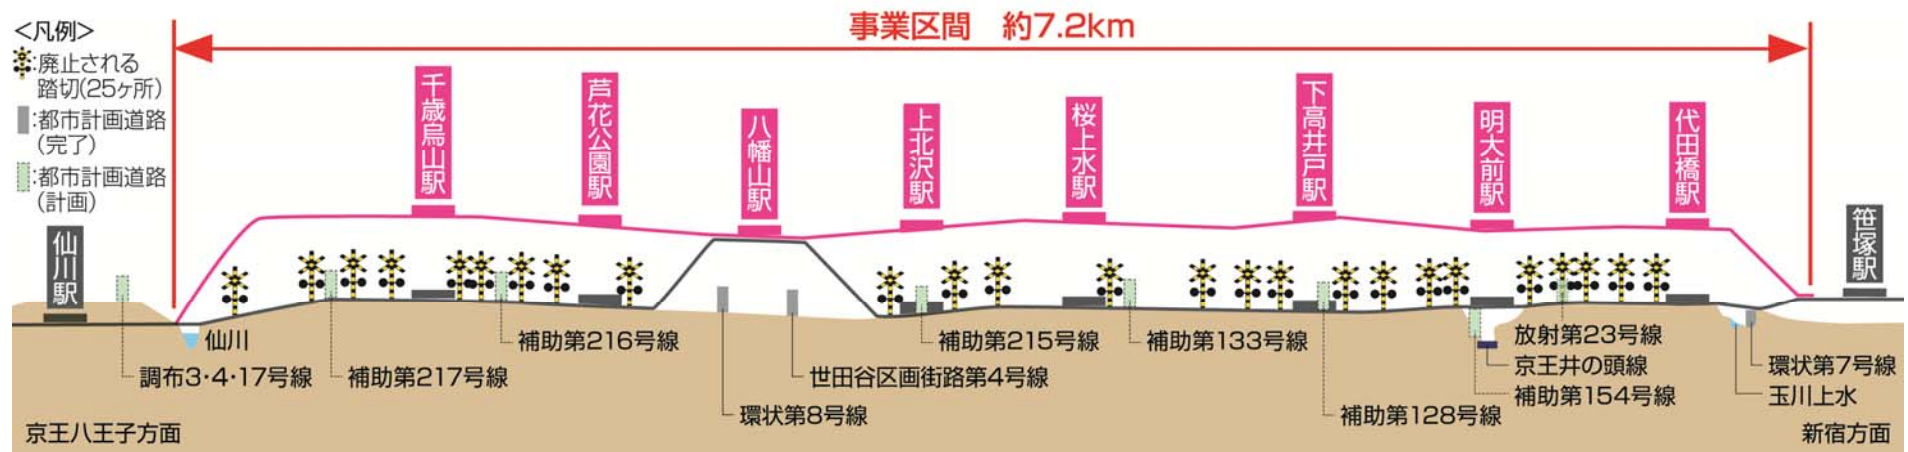 <凡例>
:廃止される
踏切(25ヶ所)
:都市計画道路
(完了)
:都市計画道路
(計画)
事業区間 約7.2km
千歳烏山駅
芦花公園駅
八幡山駅
上北沢駅
桜上水駅
下高井戸駅
明大前駅
代田橋駅
仙川駅
笹塚駅
仙川
調布3・4・17号線
補助第217号線
補助第216号線
環状第8号線
世田谷区画街路第4号線
補助第215号線
補助第133号線
補助第128号線
放射第23号線
京王井の頭線
補助第154号線
環状第7号線
玉川上水
京王八王子方面
新宿方面